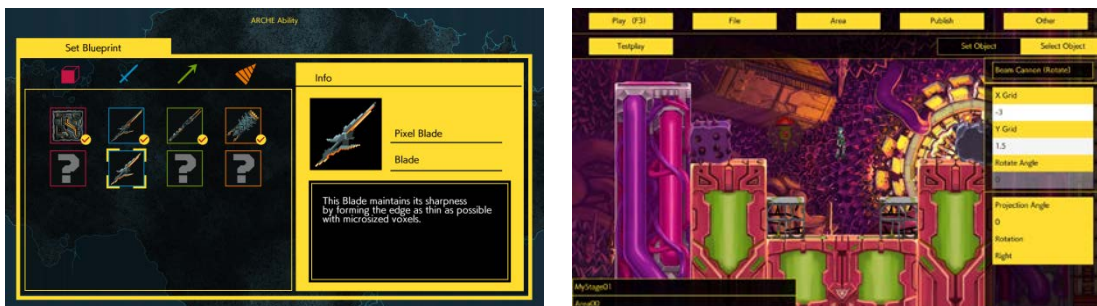 ARCHE Ability
Set Blueprint
Info
?
?
?
Pixel Blade
Blade
This Blade maintains its sharpness
by forming the edge as thin as possible
with microsized voxels.
Play (F3)
File
Area
Publish
Other
Testplay
Set Object
Select Object
Beam Cannon (Rotate)
X Grid
-3
Y Grid
1.5
Rotate Angle
0
Projection Angle
0
Rotation
Right
MyStage01
Area00